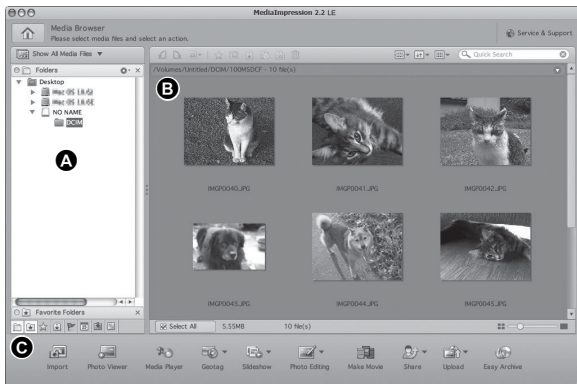 MediaImpression 2.2 LE
Media Browser
Please select media files and select an action.
Service & Support
Show All Media Files
Quick Search
Folders
/Volumes/Untitled/DCIM/100MSDCF - 10 file(s)
Desktop
NO NAME
DCIM
A
B
IMGP0040.JPG
IMGP0041.JPG
IMGP0042.JPG
IMGP0043.JPG
IMGP0044.JPG
IMGP0045.JPG
Favorite Folders
Select All
5.55MB
10 file(s)
C
Import
Photo Viewer
Media Player
Geotag
Slideshow
Photo Editing
Make Movie
Share
Upload
Easy Archive